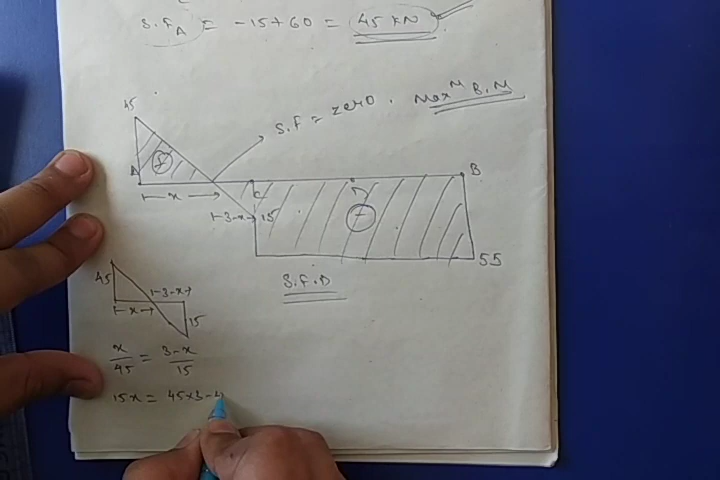 S.F_A = -15+60 = 45 KN
45
S.F = zero. Max^m B.M
A
x
C
D
B
3-x
15
55
S.F.D
45
3-x
x
15
x/45 = 3-x/15
15x = 45×3-4